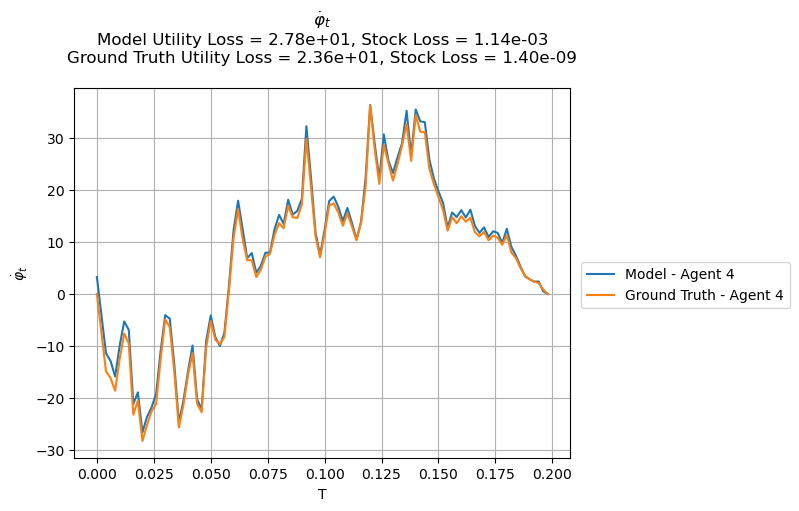 φ̇ₜ
Model Utility Loss = 2.78e+01, Stock Loss = 1.14e-03
Ground Truth Utility Loss = 2.36e+01, Stock Loss = 1.40e-09
30
20
10
0
−10
−20
−30
φ̇ₜ
0.000
0.025
0.050
0.075
0.100
0.125
0.150
0.175
0.200
T
Model - Agent 4
Ground Truth - Agent 4